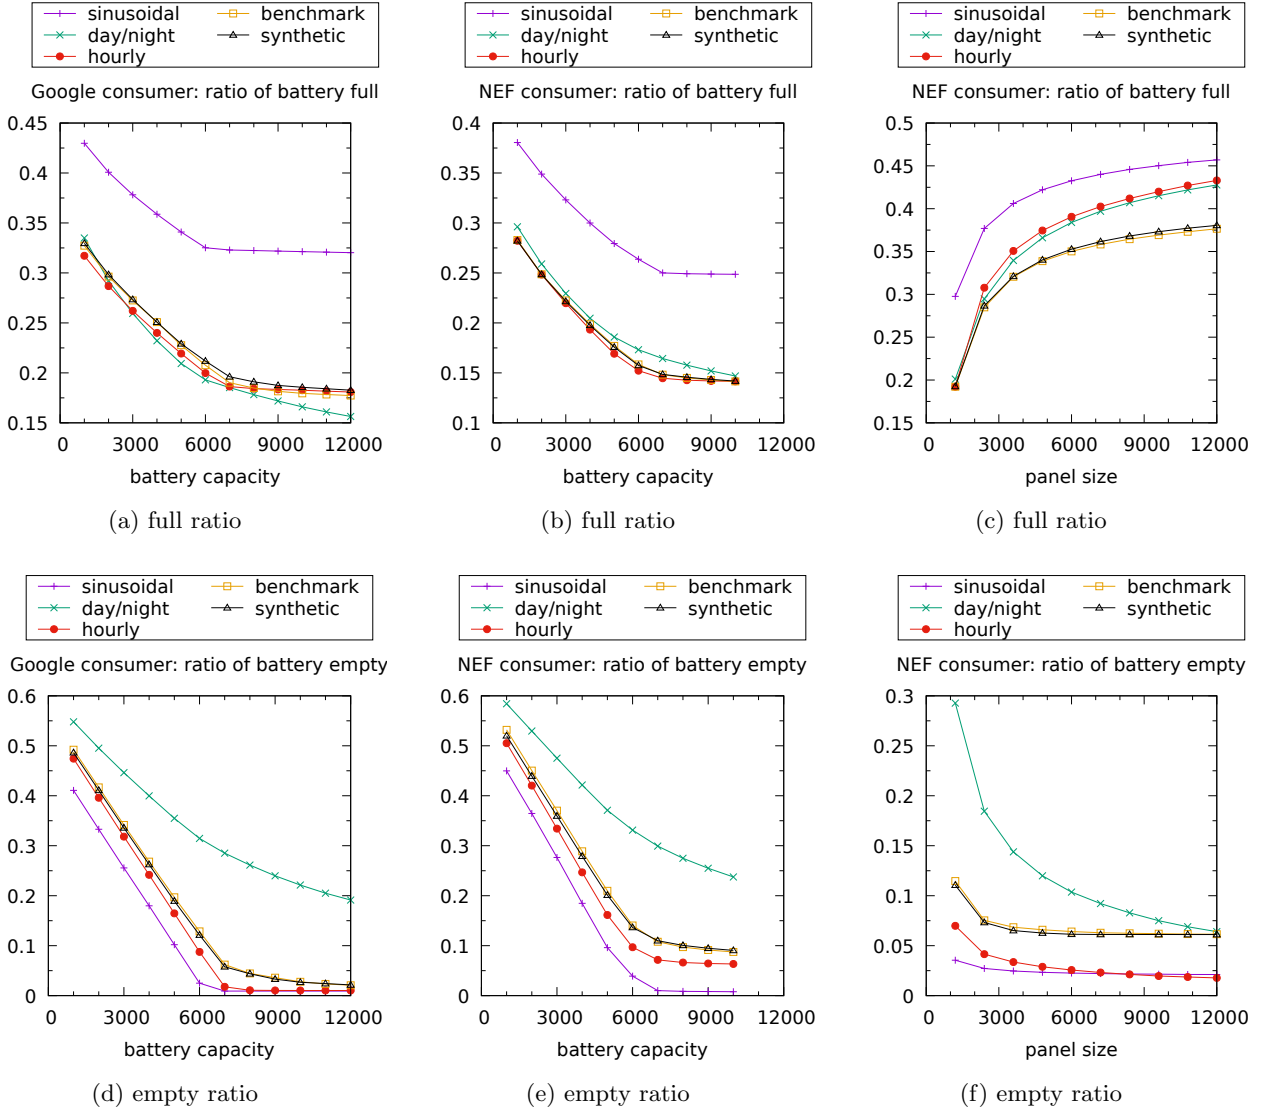 sinusoidal benchmark
day/night synthetic
hourly
Google consumer: ratio of battery full
0.45
0.4
0.35
0.3
0.25
0.2
0.15
0 3000 6000 9000 12000
battery capacity
(a) full ratio
sinusoidal benchmark
day/night synthetic
hourly
NEF consumer: ratio of battery full
0.4
0.35
0.3
0.25
0.2
0.15
0.1
0 3000 6000 9000 12000
battery capacity
(b) full ratio
sinusoidal benchmark
day/night synthetic
hourly
NEF consumer: ratio of battery full
0.5
0.45
0.4
0.35
0.3
0.25
0.2
0.15
0 3000 6000 9000 12000
panel size
(c) full ratio
sinusoidal benchmark
day/night synthetic
hourly
Google consumer: ratio of battery empty
0.6
0.5
0.4
0.3
0.2
0.1
0
0 3000 6000 9000 12000
battery capacity
(d) empty ratio
sinusoidal benchmark
day/night synthetic
hourly
NEF consumer: ratio of battery empty
0.6
0.5
0.4
0.3
0.2
0.1
0
0 3000 6000 9000 12000
battery capacity
(e) empty ratio
sinusoidal benchmark
day/night synthetic
hourly
NEF consumer: ratio of battery empty
0.3
0.25
0.2
0.15
0.1
0.05
0
0 3000 6000 9000 12000
panel size
(f) empty ratio